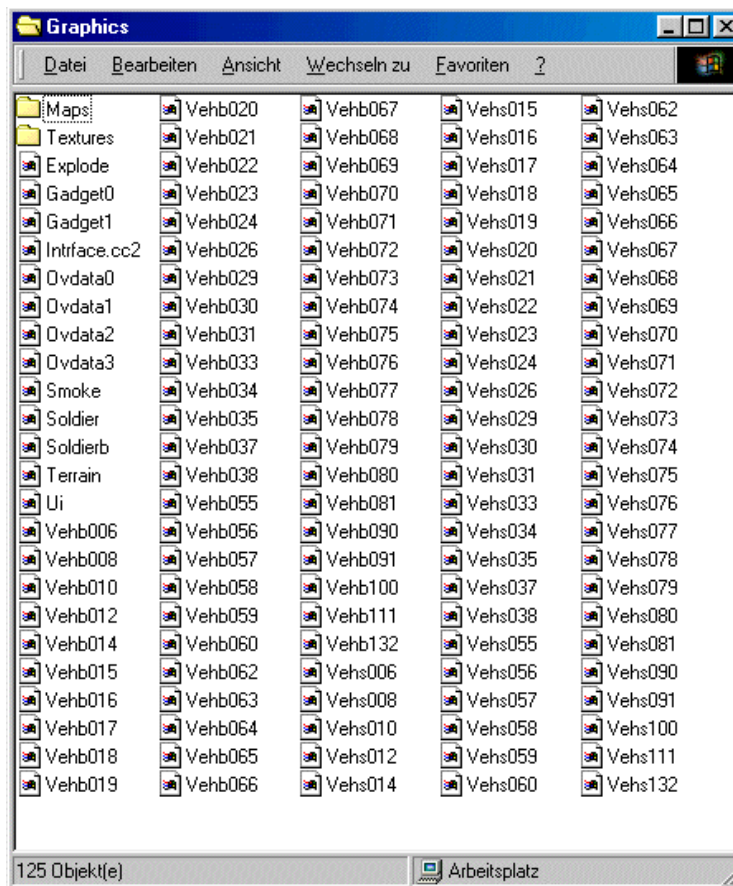 Graphics
Datei Bearbeiten Ansicht Wechseln zu Favoriten ?
Maps Vehb020 Vehb067 Vehs015 Vehs062
Textures Vehb021 Vehb068 Vehs016 Vehs063
Explode Vehb022 Vehb069 Vehs017 Vehs064
Gadget0 Vehb023 Vehb070 Vehs018 Vehs065
Gadget1 Vehb024 Vehb071 Vehs019 Vehs066
Intrface.cc2 Vehb026 Vehb072 Vehs020 Vehs067
Ovdata0 Vehb029 Vehb073 Vehs021 Vehs068
Ovdata1 Vehb030 Vehb074 Vehs022 Vehs069
Ovdata2 Vehb031 Vehb075 Vehs023 Vehs070
Ovdata3 Vehb033 Vehb076 Vehs024 Vehs071
Smoke Vehb034 Vehb077 Vehs026 Vehs072
Soldier Vehb035 Vehb078 Vehs029 Vehs073
Soldierb Vehb037 Vehb079 Vehs030 Vehs074
Terrain Vehb038 Vehb080 Vehs031 Vehs075
Ui Vehb055 Vehb081 Vehs033 Vehs076
Vehb006 Vehb056 Vehb090 Vehs034 Vehs077
Vehb008 Vehb057 Vehb091 Vehs035 Vehs078
Vehb010 Vehb058 Vehb100 Vehs037 Vehs079
Vehb012 Vehb059 Vehb111 Vehs038 Vehs080
Vehb014 Vehb060 Vehb132 Vehs055 Vehs081
Vehb015 Vehb062 Vehs006 Vehs056 Vehs090
Vehb016 Vehb063 Vehs008 Vehs057 Vehs091
Vehb017 Vehb064 Vehs010 Vehs058 Vehs100
Vehb018 Vehb065 Vehs012 Vehs059 Vehs111
Vehb019 Vehb066 Vehs014 Vehs060 Vehs132
125 Objekt(e) Arbeitsplatz